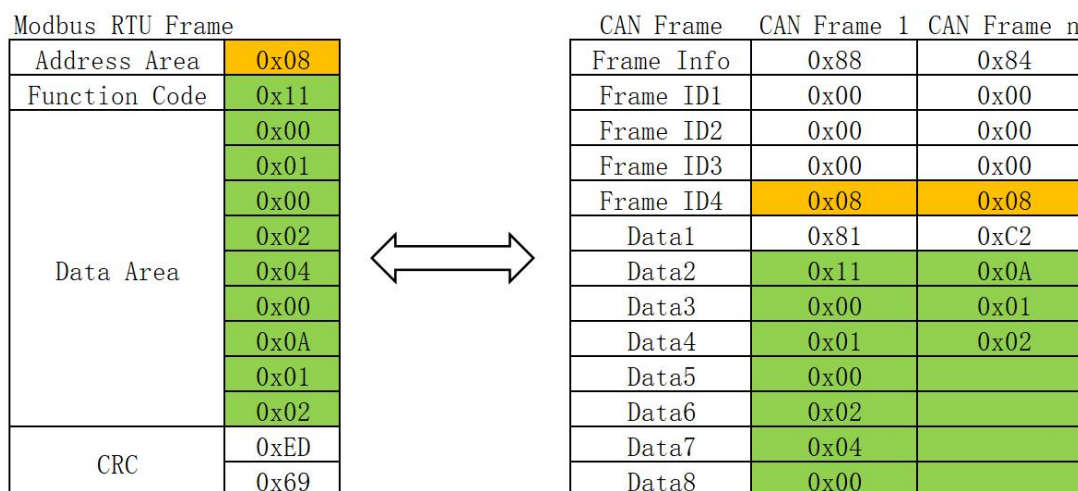 Modbus RTU Frame
Address Area 0x08
Function Code 0x11
Data Area
0x00
0x01
0x00
0x02
0x04
0x00
0x0A
0x01
0x02
CRC
0xED
0x69
CAN Frame CAN Frame 1 CAN Frame n
Frame Info 0x88 0x84
Frame ID1 0x00 0x00
Frame ID2 0x00 0x00
Frame ID3 0x00 0x00
Frame ID4 0x08 0x08
Data1 0x81 0xC2
Data2 0x11 0x0A
Data3 0x00 0x01
Data4 0x01 0x02
Data5 0x00
Data6 0x02
Data7 0x04
Data8 0x00